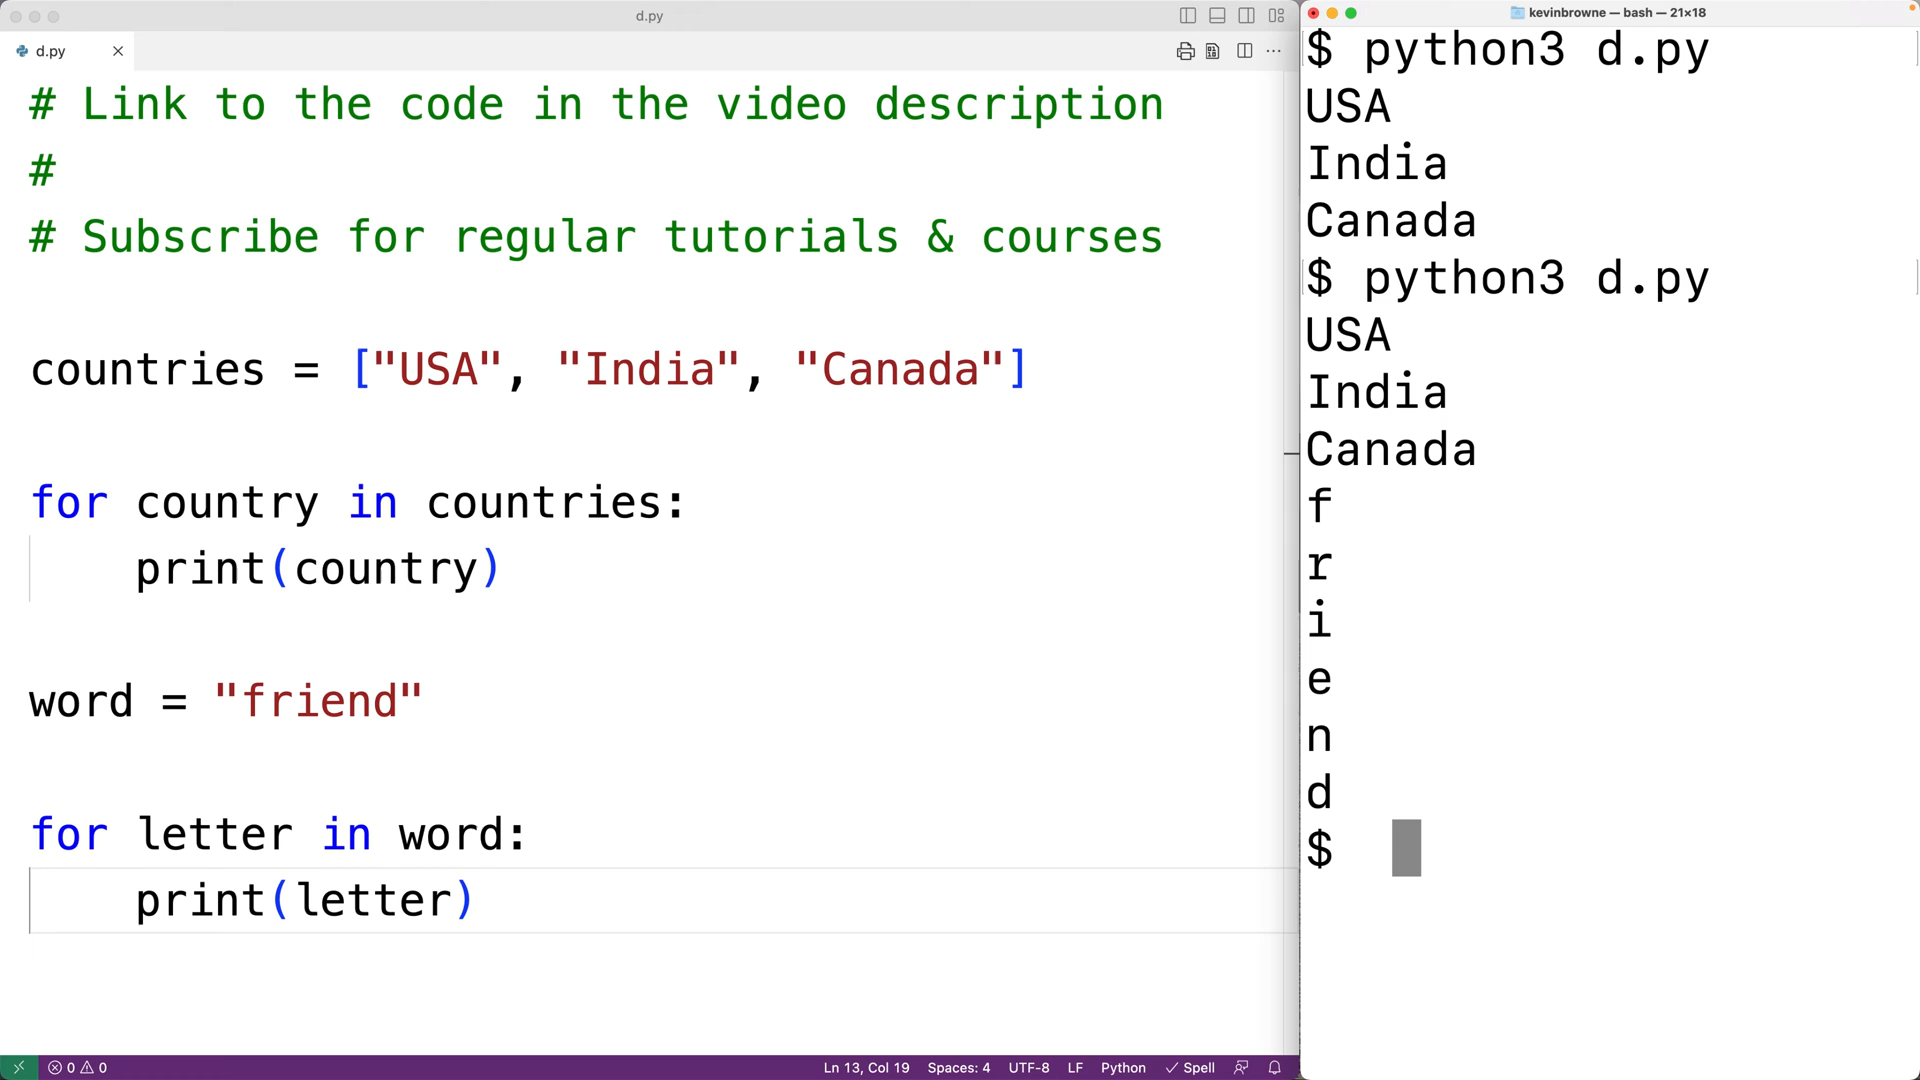 d.py
d.py
# Link to the code in the video description
#
# Subscribe for regular tutorials & courses
countries = ["USA", "India", "Canada"]
for country in countries:
    print(country)
word = "friend"
for letter in word:
    print(letter)
0 0
Ln 13, Col 19 Spaces: 4 UTF-8 LF Python Spell
kevinbrowne — bash — 21×18
$ python3 d.py
USA
India
Canada
$ python3 d.py
USA
India
Canada
f
r
i
e
n
d
$